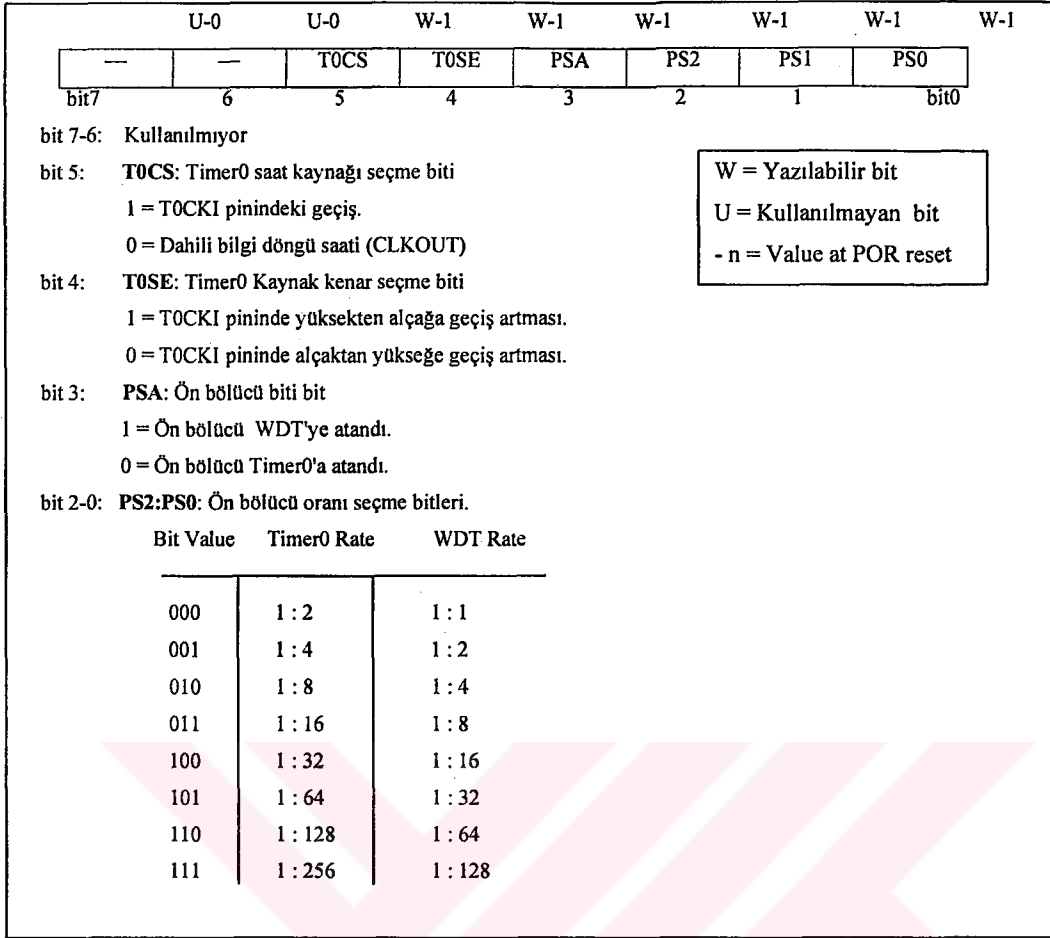 U-0 U-0 W-1 W-1 W-1 W-1 W-1 W-1
— — TOCS TOSE PSA PS2 PS1 PS0
bit7 6 5 4 3 2 1 bit0
bit 7-6: Kullanılmıyor
bit 5: T0CS: Timer0 saat kaynağı seçme biti
1 = T0CKI pinindeki geçiş.
0 = Dahili bilgi döngü saati (CLKOUT)
bit 4: T0SE: Timer0 Kaynak kenar seçme biti
1 = T0CKI pininde yüksekten alçağa geçiş artması.
0 = T0CKI pininde alçaktan yükseğe geçiş artması.
bit 3: PSA: Ön bölücü biti bit
1 = Ön bölücü WDT'ye atandı.
0 = Ön bölücü Timer0'a atandı.
bit 2-0: PS2:PS0: Ön bölücü oranı seçme bitleri.
W = Yazılabilir bit
U = Kullanılmayan bit
- n = Value at POR reset
Bit Value Timer0 Rate WDT Rate
000 1 : 2 1 : 1
001 1 : 4 1 : 2
010 1 : 8 1 : 4
011 1 : 16 1 : 8
100 1 : 32 1 : 16
101 1 : 64 1 : 32
110 1 : 128 1 : 64
111 1 : 256 1 : 128